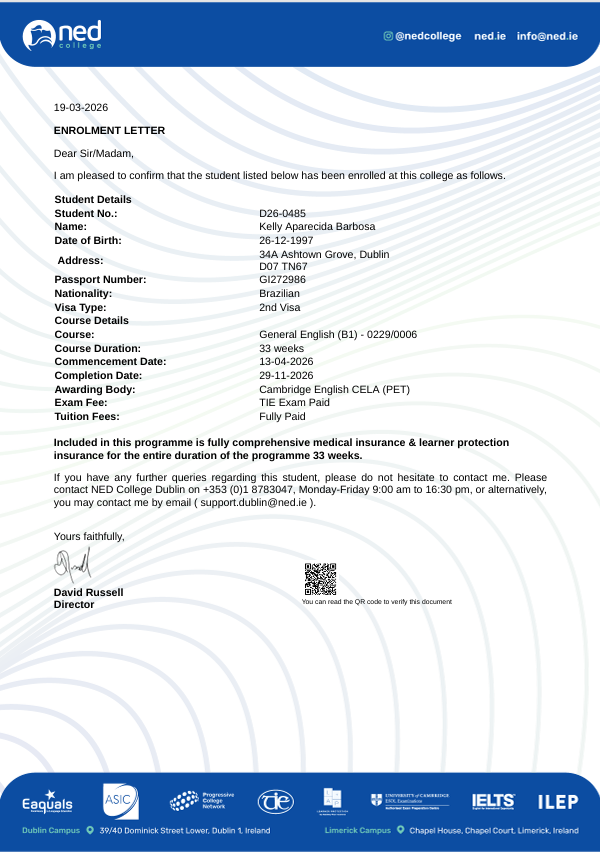 ned
college
@nedcollege ned.ie info@ned.ie
19-03-2026
ENROLMENT LETTER
Dear Sir/Madam,
I am pleased to confirm that the student listed below has been enrolled at this college as follows.
Student Details
Student No.: D26-0485
Name: Kelly Aparecida Barbosa
Date of Birth: 26-12-1997
Address: 34A Ashtown Grove, Dublin
D07 TN67
Passport Number: GI272986
Nationality: Brazilian
Visa Type: 2nd Visa
Course Details
Course: General English (B1) - 0229/0006
Course Duration: 33 weeks
Commencement Date: 13-04-2026
Completion Date: 29-11-2026
Awarding Body: Cambridge English CELA (PET)
Exam Fee: TIE Exam Paid
Tuition Fees: Fully Paid
Included in this programme is fully comprehensive medical insurance & learner protection
insurance for the entire duration of the programme 33 weeks.
If you have any further queries regarding this student, please do not hesitate to contact me. Please
contact NED College Dublin on +353 (0)1 8783047, Monday-Friday 9:00 am to 16:30 pm, or alternatively,
you may contact me by email ( support.dublin@ned.ie ).
Yours faithfully,
David Russell
Director
You can read the QR code to verify this document
Eaquals
ASIC
Progressive
College
Network
tie
UNIVERSITY of CAMBRIDGE
ESOL Examinations
Authorised Exam Preparation Centre
IELTS
ILEP
Dublin Campus 39/40 Dominick Street Lower, Dublin 1, Ireland
Limerick Campus Chapel House, Chapel Court, Limerick, Ireland